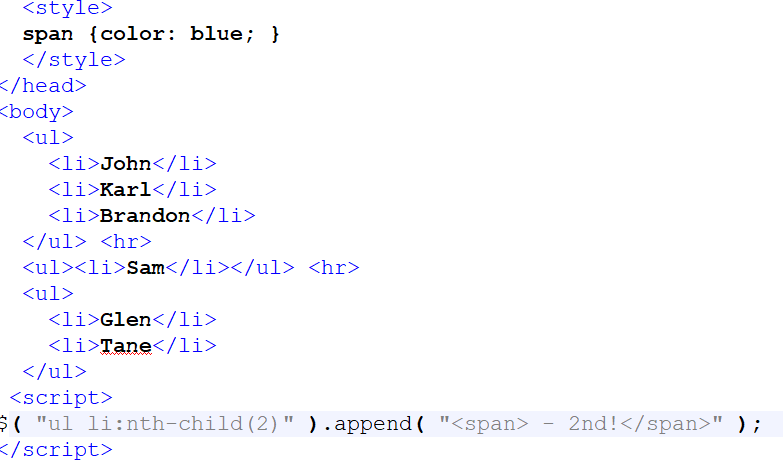 <style>
span {color: blue; }
</style>
</head>
<body>
<ul>
<li>John</li>
<li>Karl</li>
<li>Brandon</li>
</ul> <hr>
<ul><li>Sam</li></ul> <hr>
<ul>
<li>Glen</li>
<li>Tane</li>
</ul>
<script>
$( "ul li:nth-child(2)" ).append( "<span> - 2nd!</span>" );
</script>